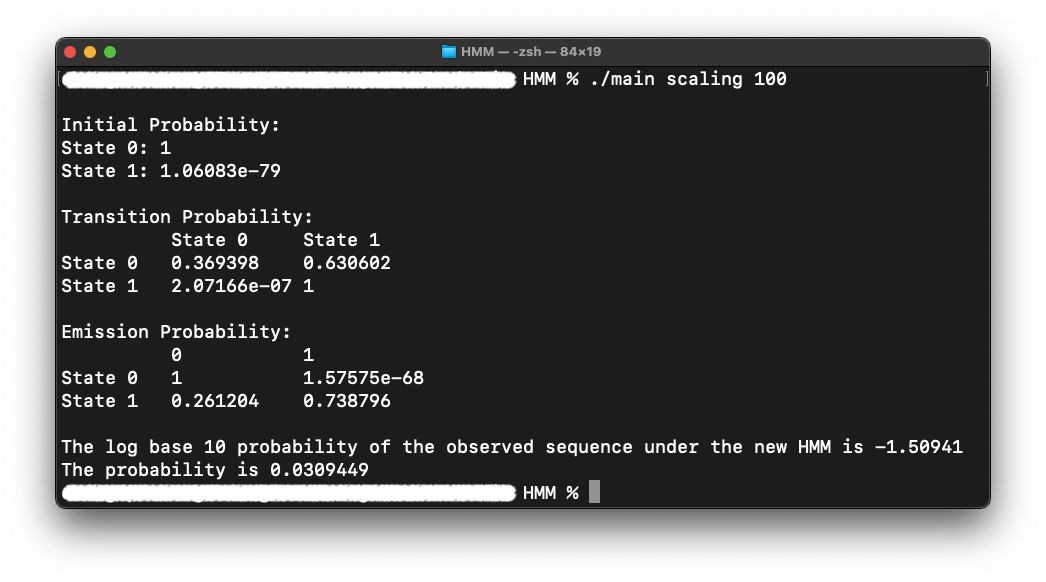 HMM — -zsh — 84×19
HMM % ./main scaling 100
Initial Probability:
State 0: 1
State 1: 1.06083e-79
Transition Probability:
State 0 State 1
State 0 0.369398 0.630602
State 1 2.07166e-07 1
Emission Probability:
0 1
State 0 1 1.57575e-68
State 1 0.261204 0.738796
The log base 10 probability of the observed sequence under the new HMM is -1.50941
The probability is 0.0309449
HMM %